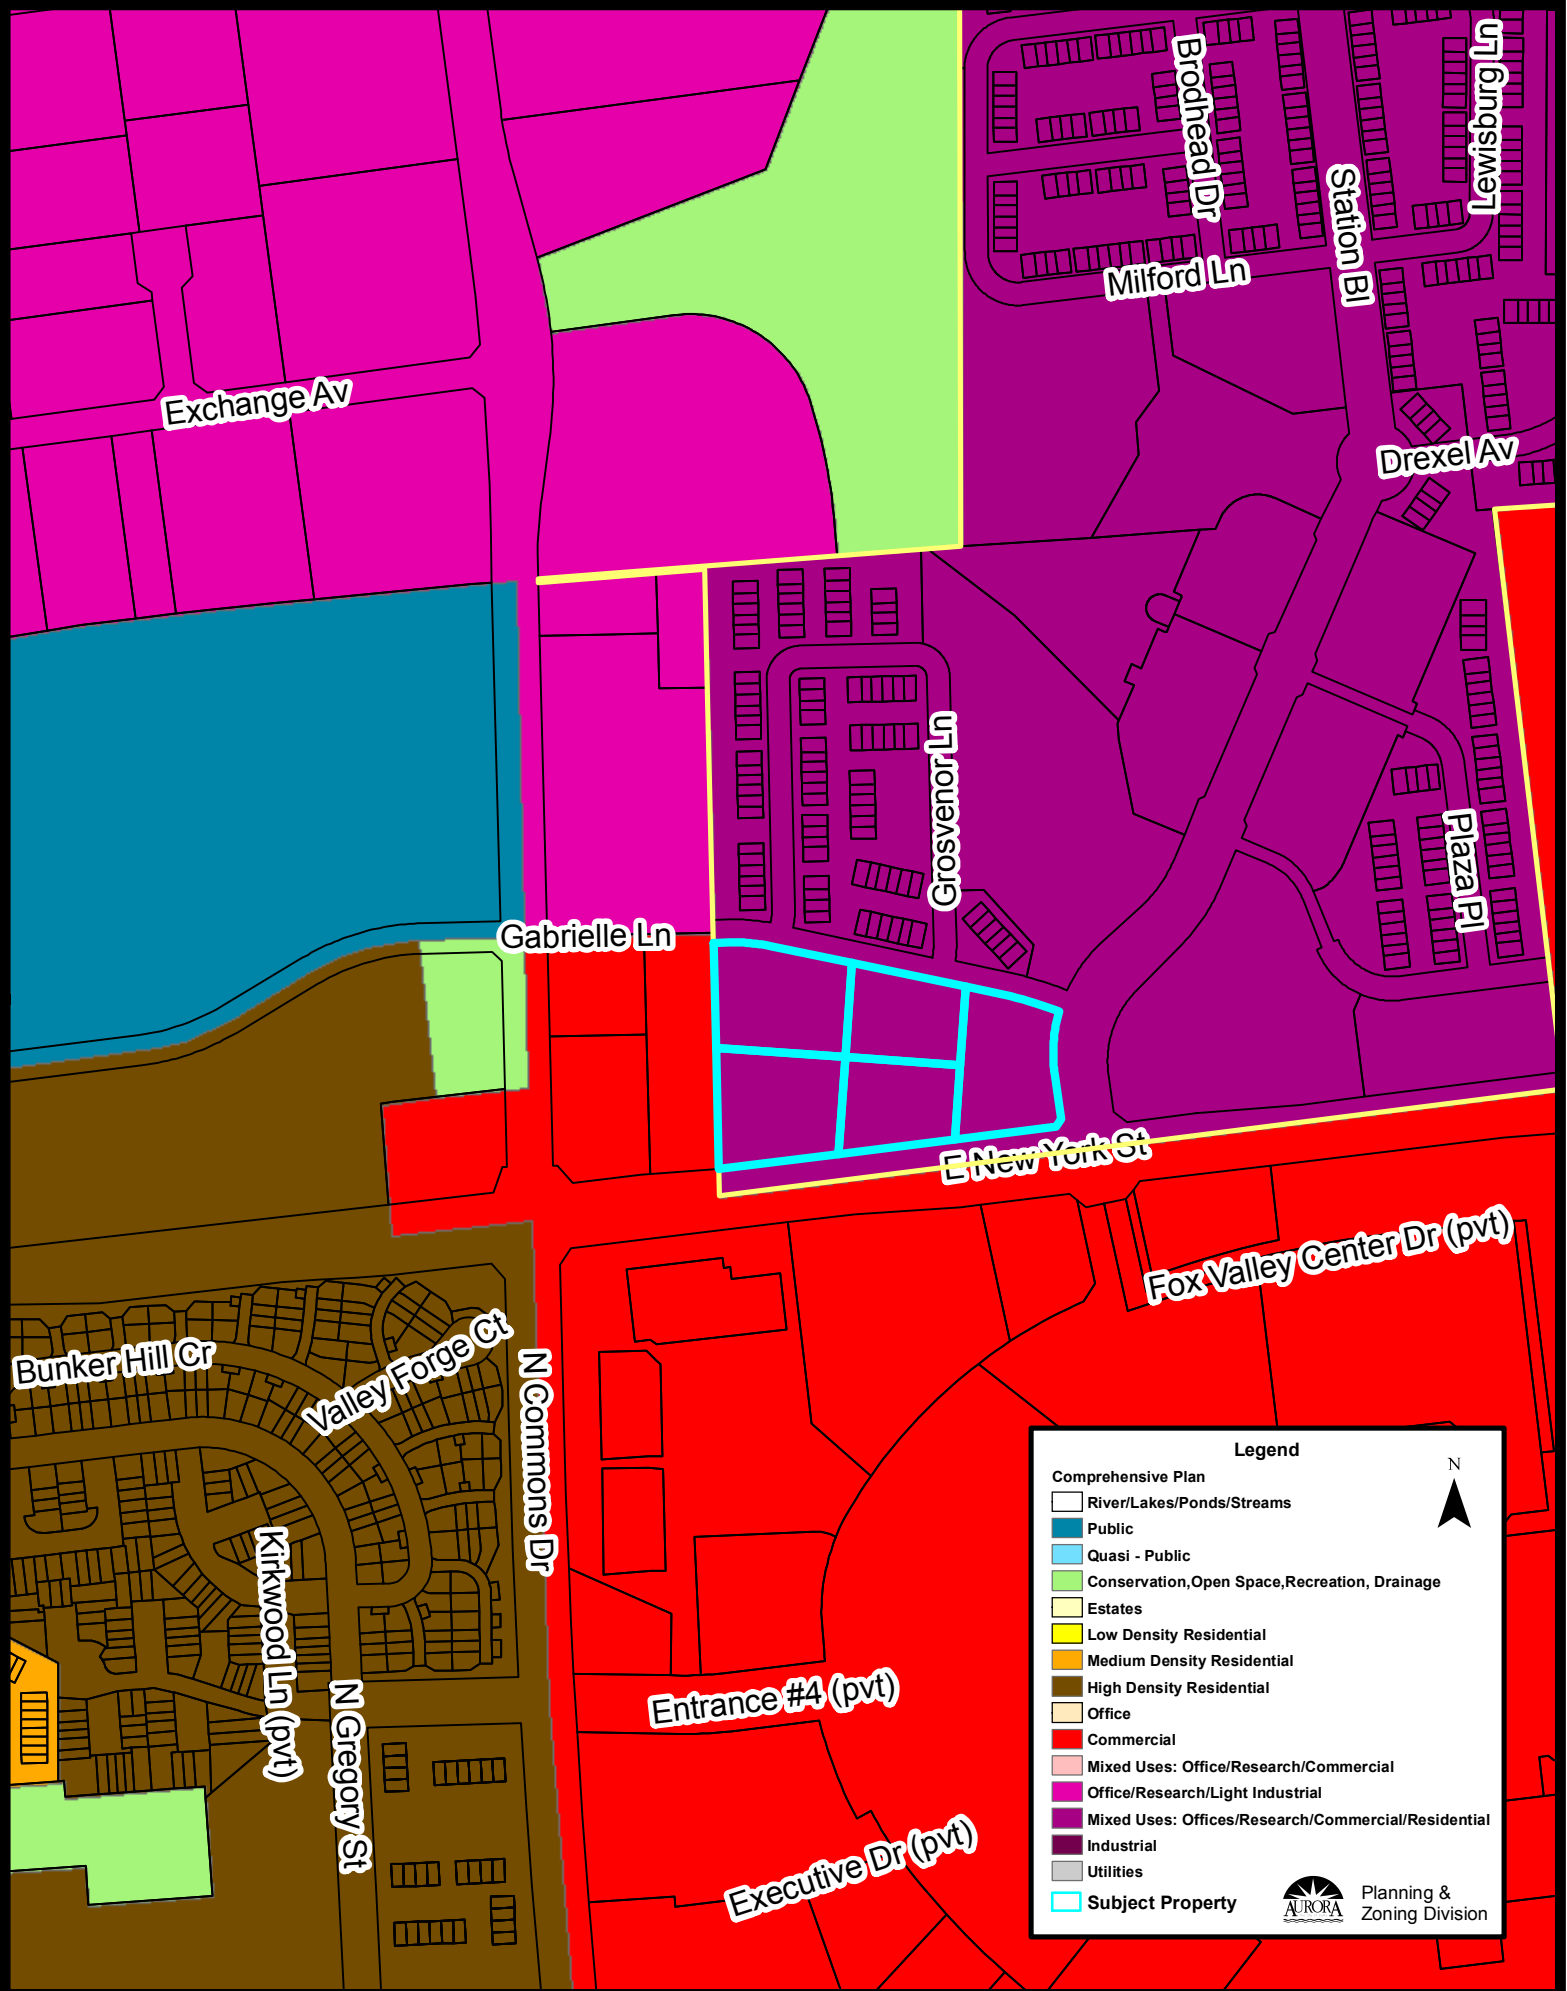 Brodhead Dr
Lewisburg Ln
Station Bl
Milford Ln
Exchange Av
Drexel Av
Grosvenor Ln
Plaza Pl
Gabrielle Ln
E New York St
Fox Valley Center Dr (pvt)
Bunker Hill Cr
Valley Forge Ct
N Commons Dr
Kirkwood Ln (pvt)
N Gregory St
Entrance #4 (pvt)
Executive Dr (pvt)
Legend
N
Comprehensive Plan
River/Lakes/Ponds/Streams
Public
Quasi - Public
Conservation,Open Space,Recreation, Drainage
Estates
Low Density Residential
Medium Density Residential
High Density Residential
Office
Commercial
Mixed Uses: Office/Research/Commercial
Office/Research/Light Industrial
Mixed Uses: Offices/Research/Commercial/Residential
Industrial
Utilities
Subject Property
AURORA
Planning &
Zoning Division